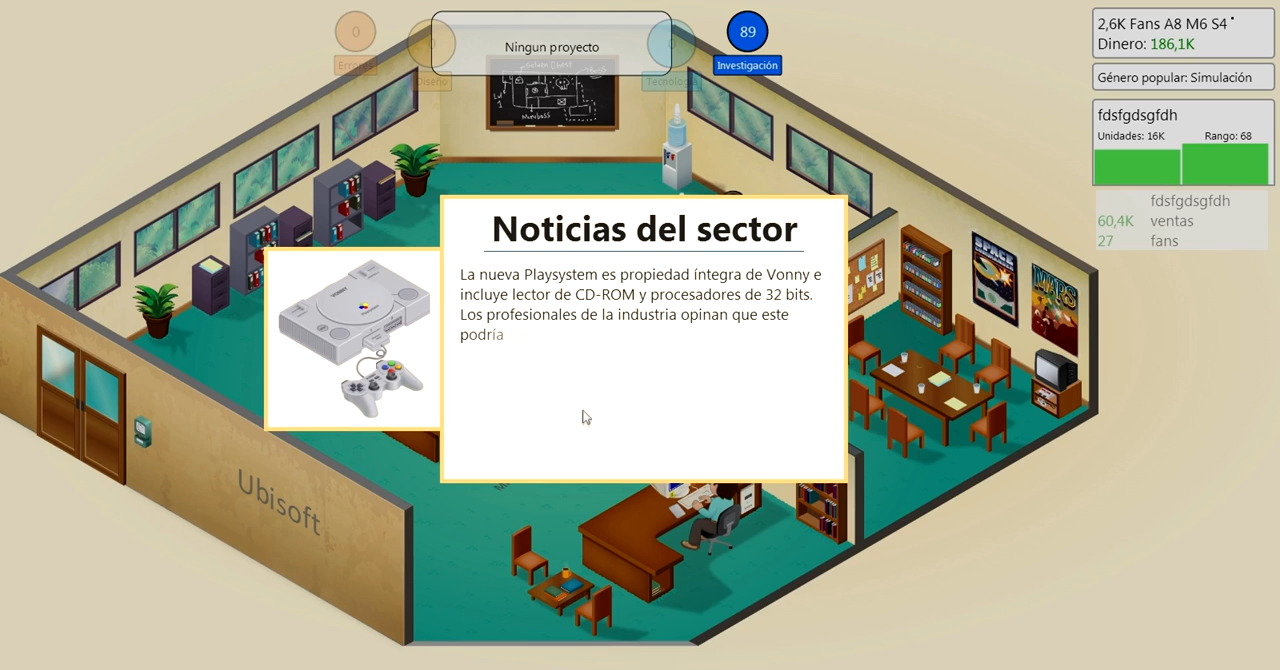 0
Errores
0
Diseño
Ningun proyecto
0
Tecnología
89
Investigación
2,6K Fans A8 M6 S4
Dinero: 186,1K
Género popular: Simulación
fdsfgdsgfdh
Unidades: 16K
Rango: 68
fdsfgdsgfdh
60,4K ventas
27 fans
Noticias del sector
La nueva Playsystem es propiedad íntegra de Vonny e
incluye lector de CD-ROM y procesadores de 32 bits.
Los profesionales de la industria opinan que este
podría
SPACE
MARS
Ubisoft